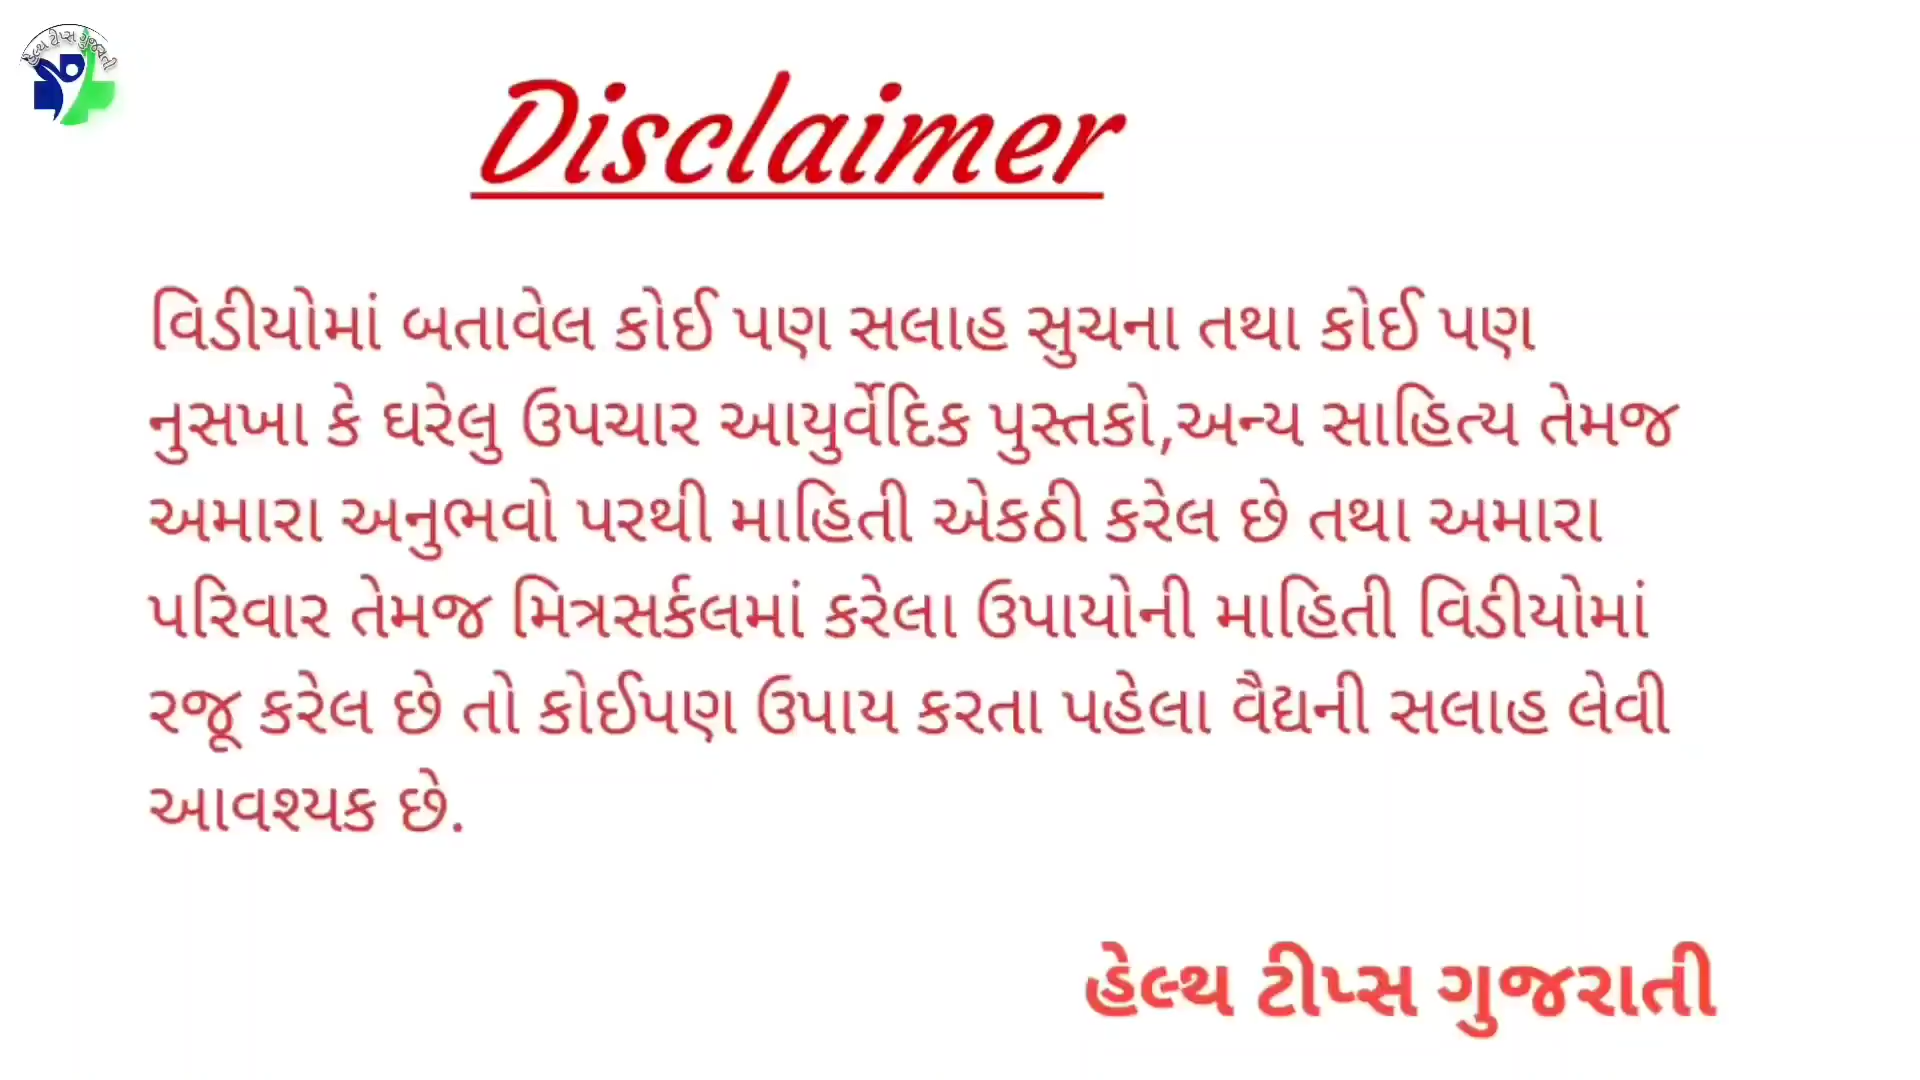 હેલ્થ ટીપ્સ ગુજરાતી
Disclaimer
વિડીયોમાં બતાવેલ કોઈ પણ સલાહ સુચના તથા કોઈ પણ
નુસખા કે ઘરેલુ ઉપચાર આયુર્વેદિક પુસ્તકો,અન્ય સાહિત્ય તેમજ
અમારા અનુભવો પરથી માહિતી એકઠી કરેલ છે તથા અમારા
પરિવાર તેમજ મિત્રસર્કલમાં કરેલા ઉપાયોની માહિતી વિડીયોમાં
રજૂ કરેલ છે તો કોઈપણ ઉપાય કરતા પહેલા વૈદ્યની સલાહ લેવી
આવશ્યક છે.
હેલ્થ ટીપ્સ ગુજરાતી